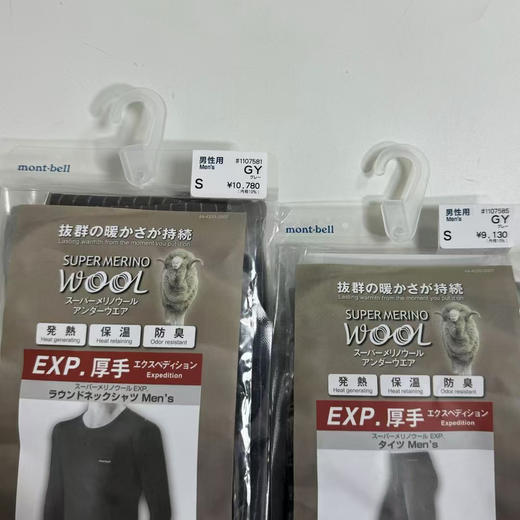 mont-bell
男性用
Men's
#1107581
GY
グレー
S
¥10,780
(内税10%)
抜群の暖かさが持続
Lasting warmth from the moment you put it on
SUPER MERINO
WOOL
スーパーメリノウール
アンダーウエア
発熱
Heat generating
保温
Heat retaining
防臭
Odor resistant
EXP. 厚手 エクスペディション
Expedition
スーパーメリノウール EXP.
ラウンドネックシャツ Men's
mont-bell
男性用
Men's
#1107585
GY
グレー
S
¥9,130
(内税10%)
抜群の暖かさが持続
Lasting warmth from the moment you put it on
SUPER MERINO
WOOL
スーパーメリノウール
アンダーウエア
発熱
Heat generating
保温
Heat retaining
防臭
Odor resistant
EXP. 厚手 エクスペディション
Expedition
スーパーメリノウール EXP.
タイツ Men's